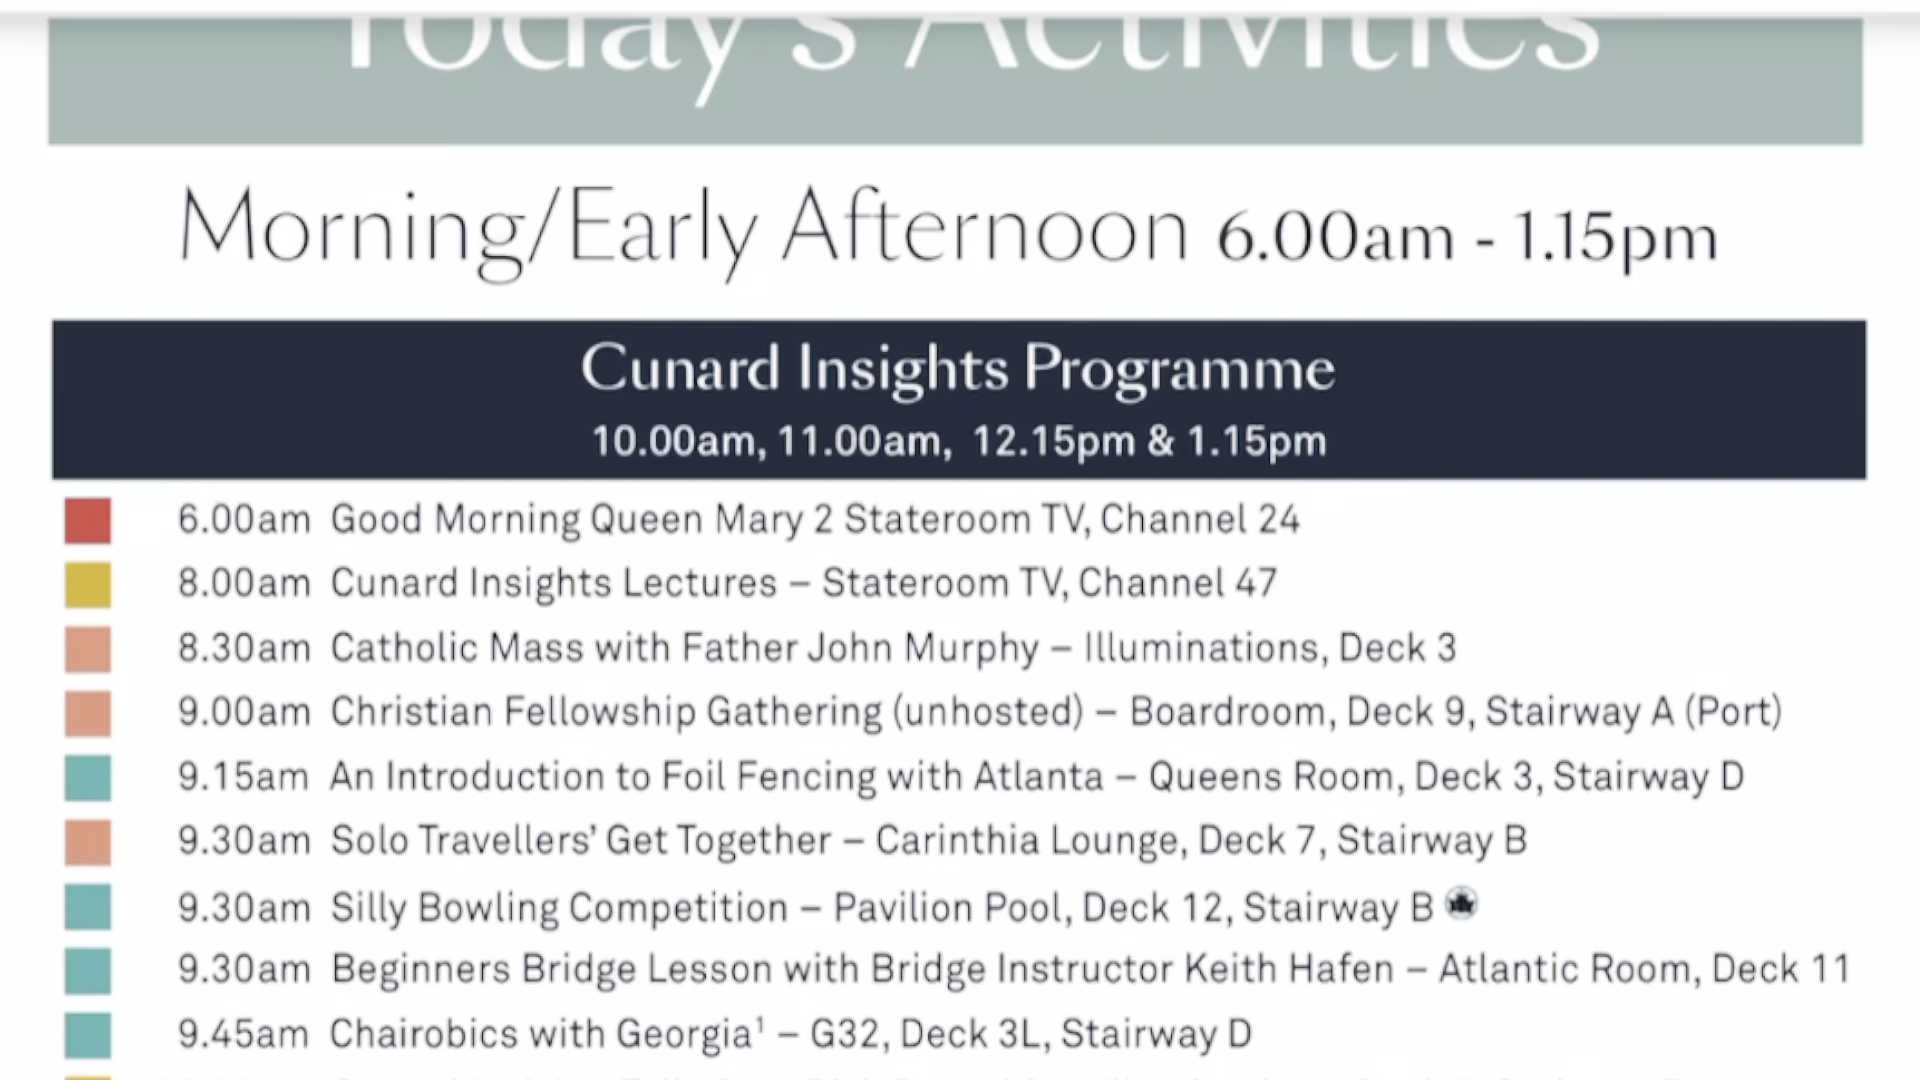 Today's Activities
Morning/Early Afternoon 6.00am - 1.15pm
Cunard Insights Programme
10.00am, 11.00am, 12.15pm & 1.15pm
6.00am Good Morning Queen Mary 2 Stateroom TV, Channel 24
8.00am Cunard Insights Lectures – Stateroom TV, Channel 47
8.30am Catholic Mass with Father John Murphy – Illuminations, Deck 3
9.00am Christian Fellowship Gathering (unhosted) – Boardroom, Deck 9, Stairway A (Port)
9.15am An Introduction to Foil Fencing with Atlanta – Queens Room, Deck 3, Stairway D
9.30am Solo Travellers' Get Together – Carinthia Lounge, Deck 7, Stairway B
9.30am Silly Bowling Competition – Pavilion Pool, Deck 12, Stairway B
9.30am Beginners Bridge Lesson with Bridge Instructor Keith Hafen – Atlantic Room, Deck 11
9.45am Chairobics with Georgia¹ – G32, Deck 3L, Stairway D